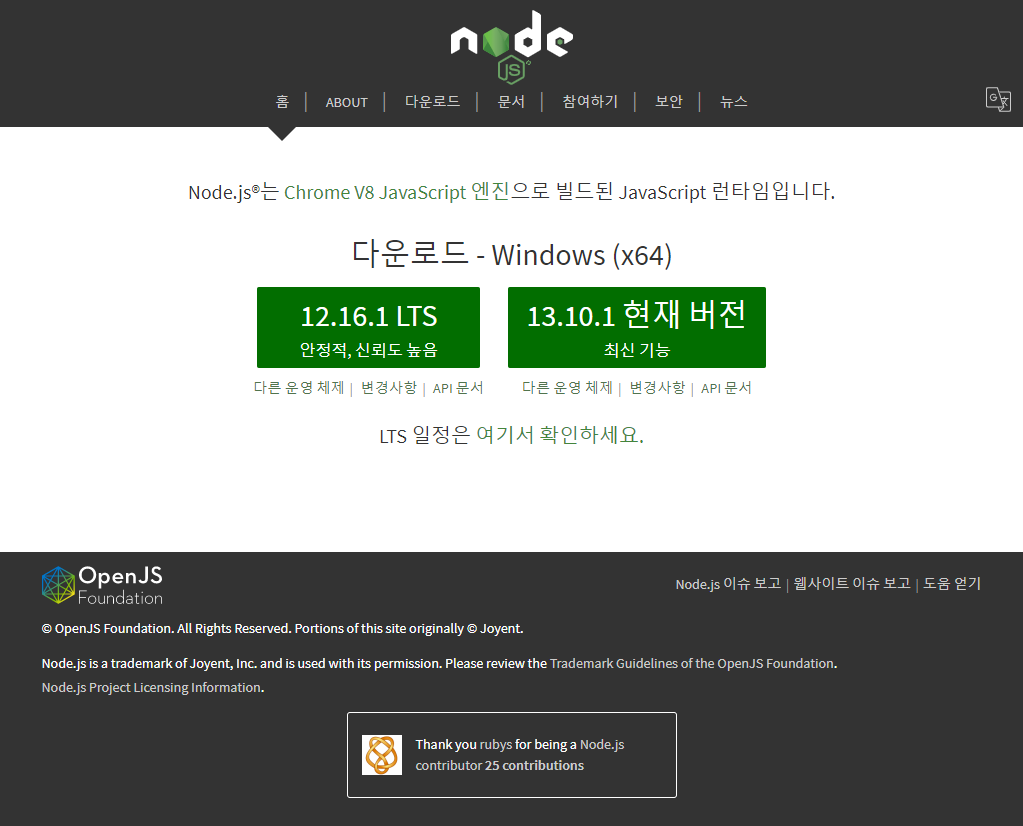 node
JS
홈 | ABOUT | 다운로드 | 문서 | 참여하기 | 보안 | 뉴스
Node.js®는 Chrome V8 JavaScript 엔진으로 빌드된 JavaScript 런타임입니다.
다운로드 - Windows (x64)
12.16.1 LTS
안정적, 신뢰도 높음
13.10.1 현재 버전
최신 기능
다른 운영 체제 | 변경사항 | API 문서
다른 운영 체제 | 변경사항 | API 문서
LTS 일정은 여기서 확인하세요.
OpenJS
Foundation
Node.js 이슈 보고 | 웹사이트 이슈 보고 | 도움 얻기
© OpenJS Foundation. All Rights Reserved. Portions of this site originally © Joyent.
Node.js is a trademark of Joyent, Inc. and is used with its permission. Please review the Trademark Guidelines of the OpenJS Foundation.
Node.js Project Licensing Information.
Thank you rubys for being a Node.js
contributor 25 contributions